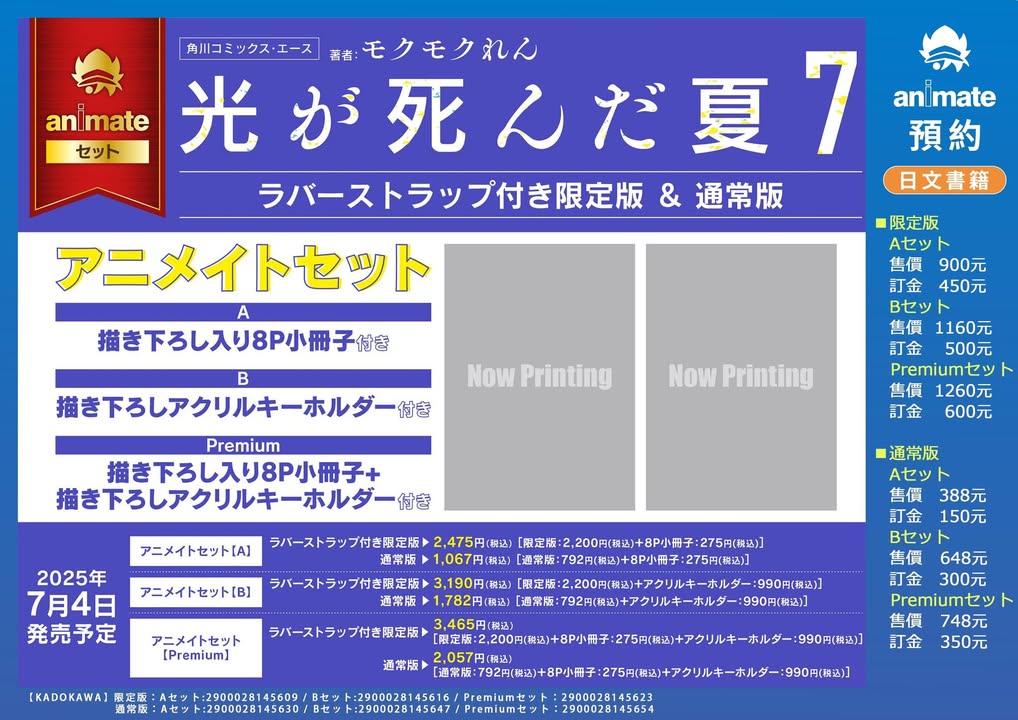 animate
セット
角川コミックス・エース
著者:モクモクれん
光が死んだ夏 7
ラバーストラップ付き限定版 & 通常版
アニメイトセット
A
描き下ろし入り8P小冊子付き
B
描き下ろしアクリルキーホルダー付き
Premium
描き下ろし入り8P小冊子+
描き下ろしアクリルキーホルダー付き
Now Printing
Now Printing
2025年
7月4日
発売予定
アニメイトセット【A】
ラバーストラップ付き限定版▶2,475円(税込)[限定版:2,200円(税込)+8P小冊子:275円(税込)]
通常版▶1,067円(税込)[通常版:792円(税込)+8P小冊子:275円(税込)]
アニメイトセット【B】
ラバーストラップ付き限定版▶3,190円(税込)[限定版:2,200円(税込)+アクリルキーホルダー:990円(税込)]
通常版▶1,782円(税込)[通常版:792円(税込)+アクリルキーホルダー:990円(税込)]
アニメイトセット
【Premium】
ラバーストラップ付き限定版▶3,465円(税込)
[限定版:2,200円(税込)+8P小冊子:275円(税込)+アクリルキーホルダー:990円(税込)]
通常版▶2,057円(税込)
[通常版:792円(税込)+8P小冊子:275円(税込)+アクリルキーホルダー:990円(税込)]
【KADOKAWA】限定版:Aセット:2900028145609 / Bセット:2900028145616 / Premiumセット:2900028145623
通常版:Aセット:2900028145630 / Bセット:2900028145647 / Premiumセット:2900028145654
animate
預約
日文書籍
■限定版
Aセット
售價 900元
訂金 450元
Bセット
售價 1160元
訂金 500元
Premiumセット
售價 1260元
訂金 600元
■通常版
Aセット
售價 388元
訂金 150元
Bセット
售價 648元
訂金 300元
Premiumセット
售價 748元
訂金 350元